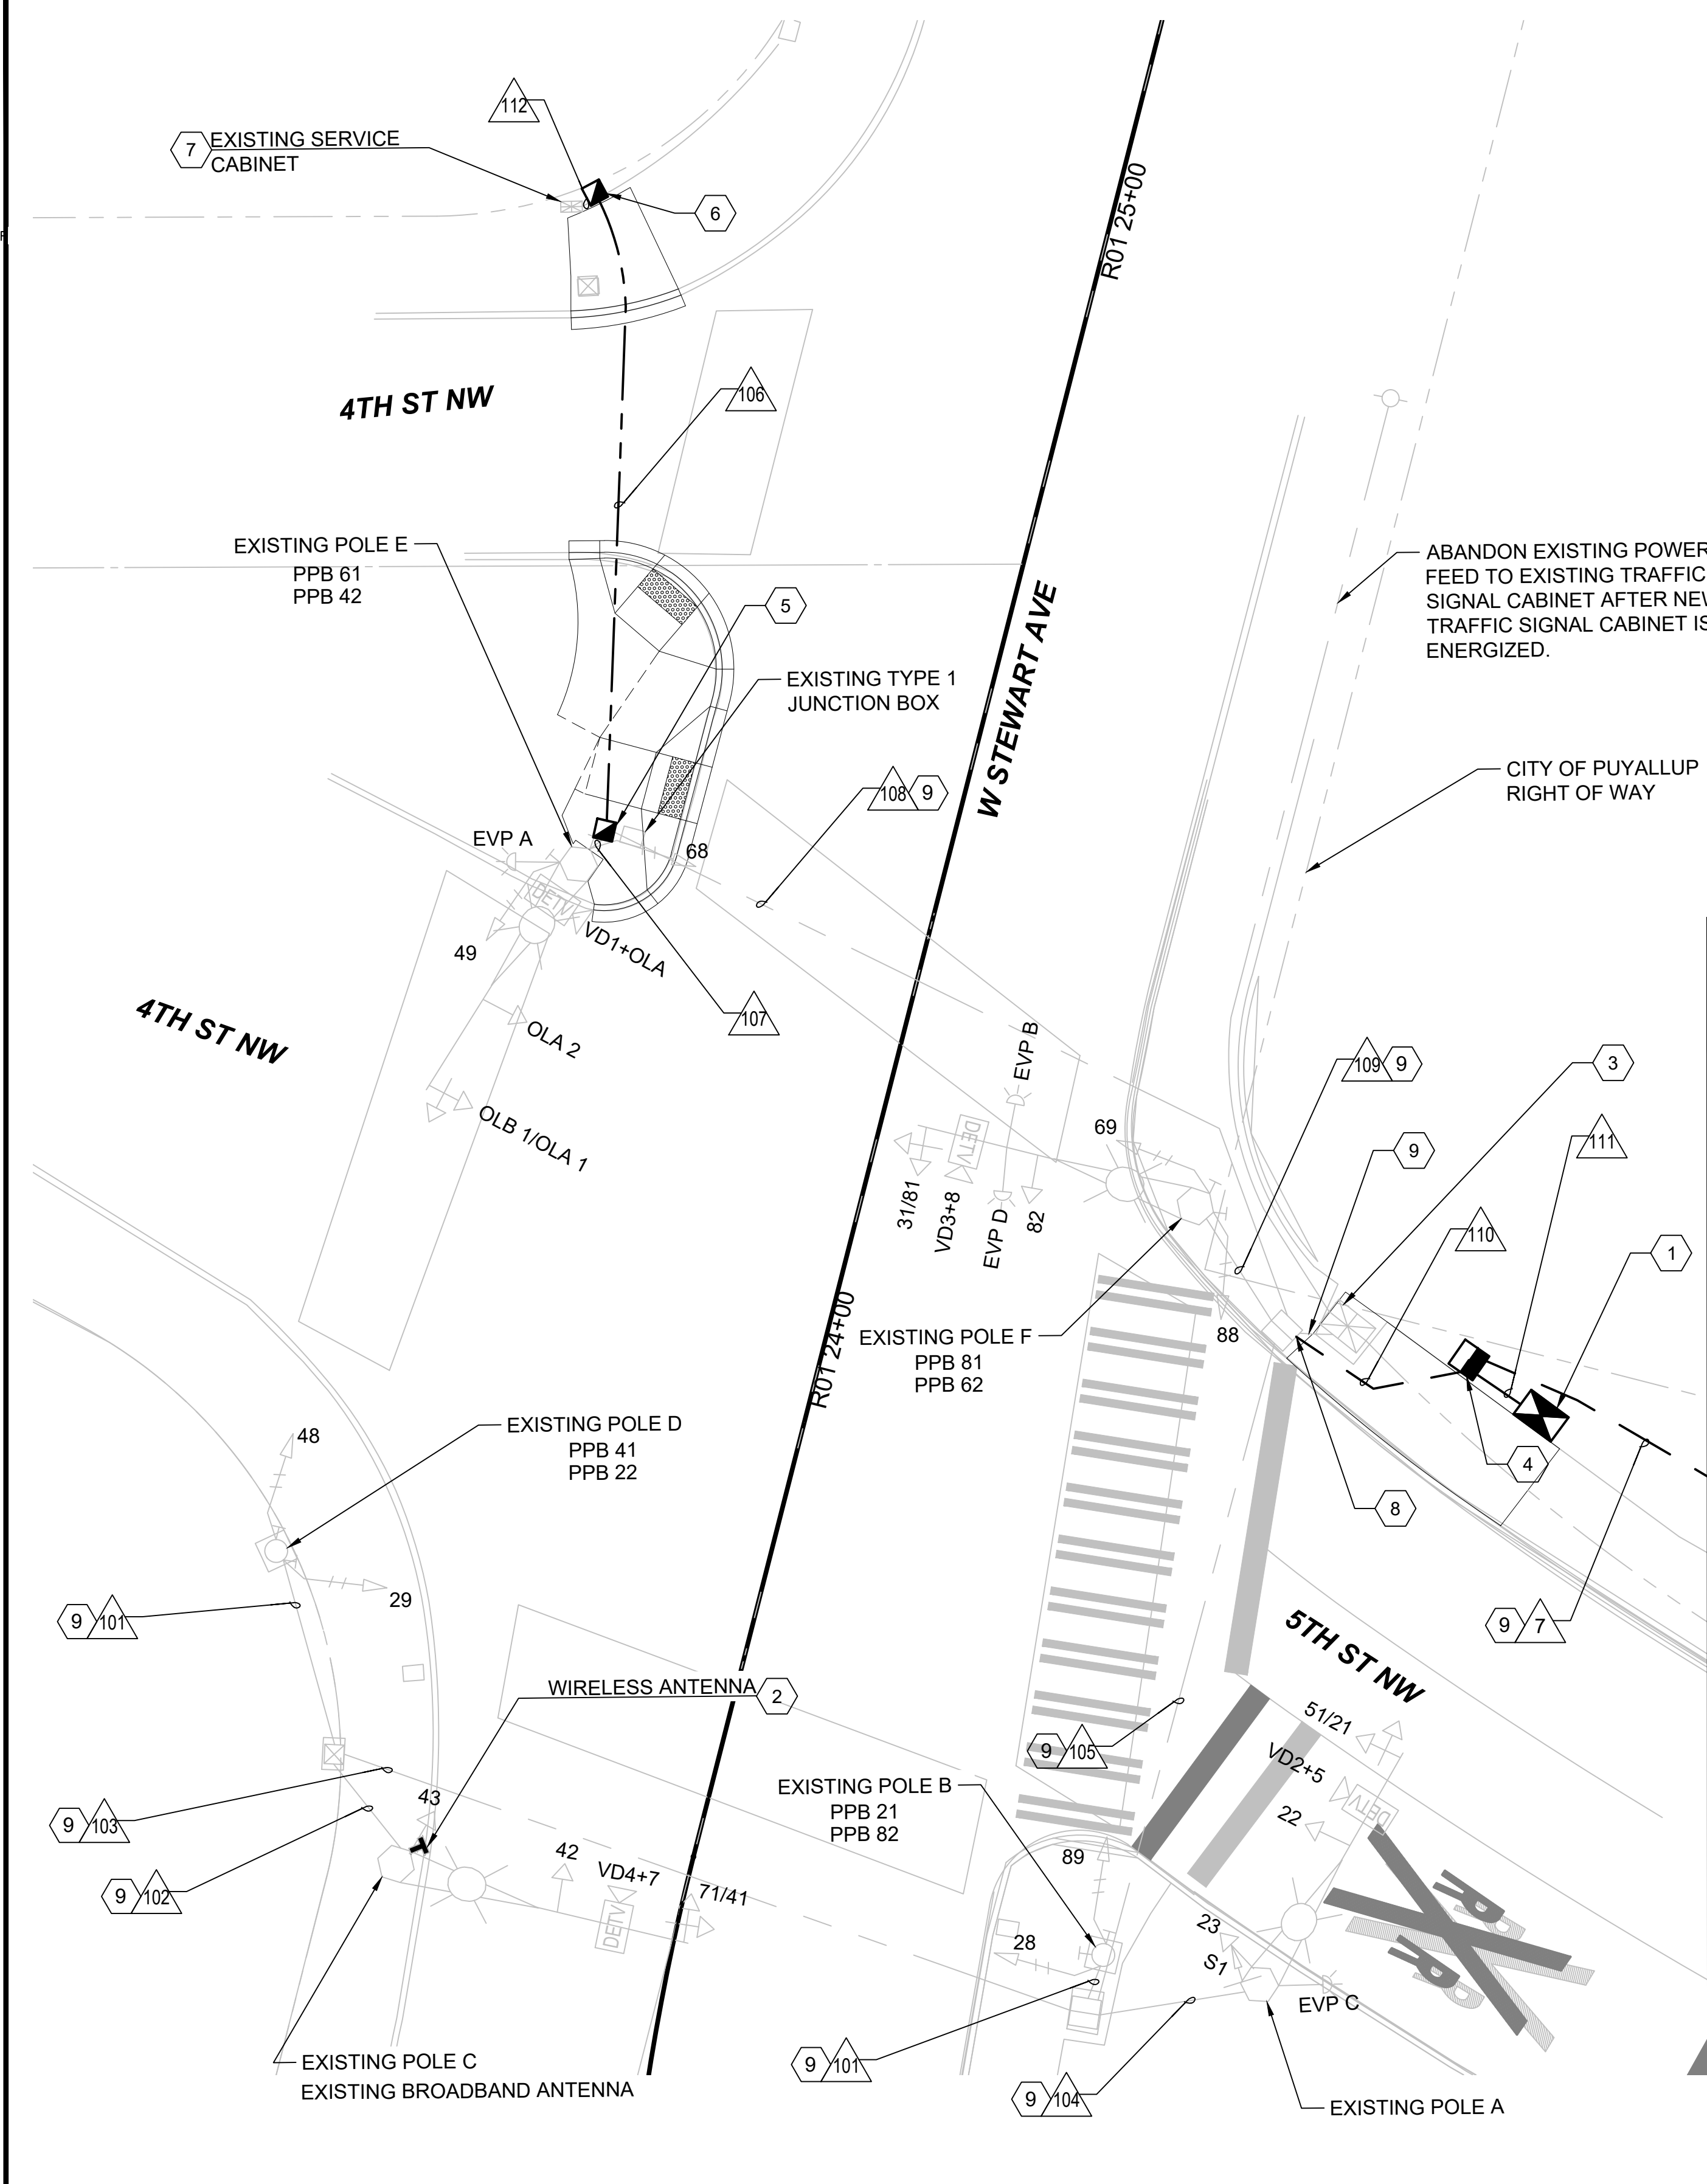 112
7
EXISTING SERVICE
CABINET
6
R01 25+00
4TH ST NW
106
EXISTING POLE E
PPB 61
PPB 42
5
ABANDON EXISTING POWER
FEED TO EXISTING TRAFFIC
SIGNAL CABINET AFTER
TRAFFIC SIGNAL CABINET
ENERGIZED.
EXISTING TYPE 1
JUNCTION BOX
W STEWART AVE
CITY OF PUYALLUP
RIGHT OF WAY
108 9
EVP A
68
DETV
49
VD1+OLA
4TH ST NW
107
OLA 2
OLB 1/OLA 1
EVP B
109 9
3
69
DETV
9
111
31/81
VD3+8
EVP D
82
110
1
R01 24+00
EXISTING POLE F
PPB 81
PPB 62
88
EXISTING POLE D
PPB 41
PPB 22
48
4
8
29
9 101
5TH ST NW
9 7
WIRELESS ANTENNA
2
51/21
9 105
VD2+5
DETV
22
EXISTING POLE B
PPB 21
PPB 82
43
9 103
42
VD4+7
71/41
DETV
89
9 102
23
28
S1
R
R
EVP C
EXISTING POLE C
EXISTING BROADBAND ANTENNA
9 101
9 104
EXISTING POLE A